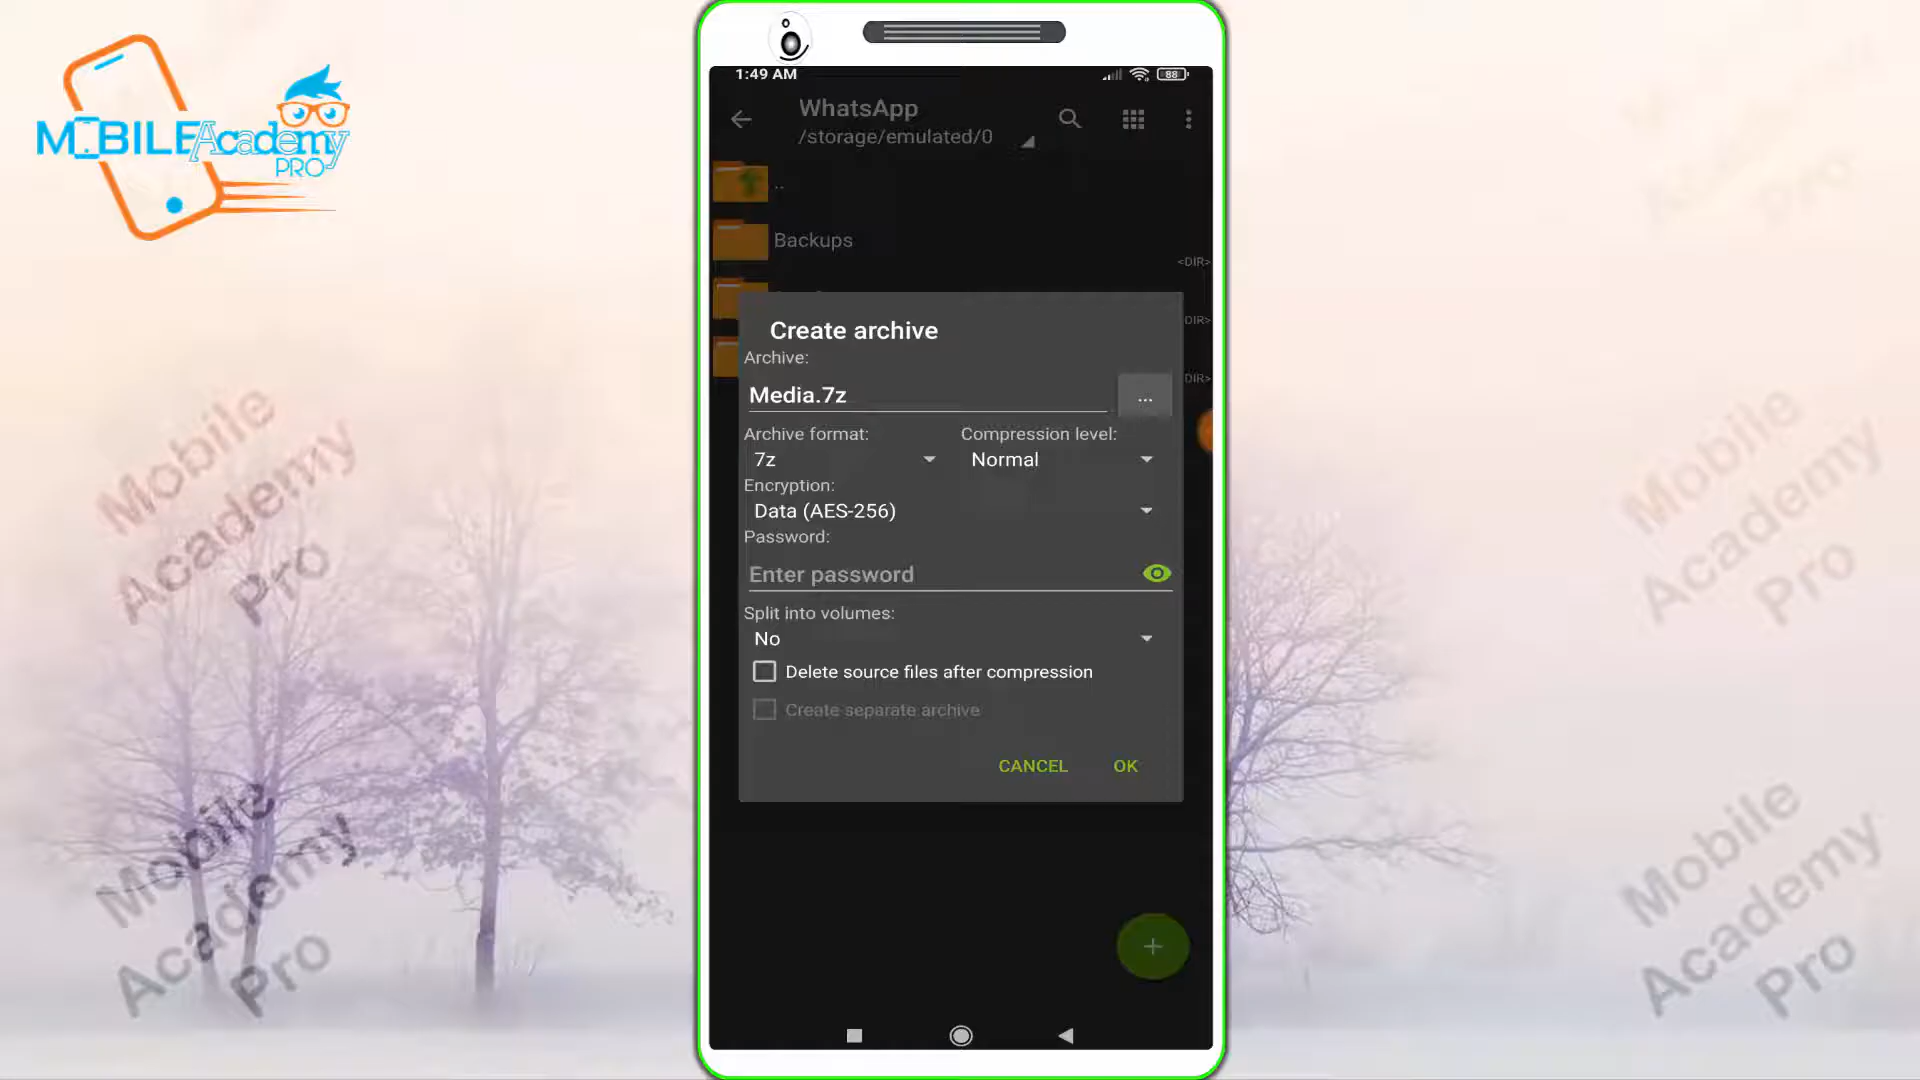 MOBILE Academy
PRO
1:49 AM
88
WhatsApp
/storage/emulated/0
..
Backups
<DIR>
DIR>
DIR>
Create archive
Archive:
Media.7z
...
Archive format:
Compression level:
7z
Normal
Encryption:
Data (AES-256)
Password:
Enter password
Split into volumes:
No
Delete source files after compression
Create separate archive
CANCEL
OK
+
Mobile
Academy
Pro
Mobile
Academy
Pro
Mobile
Academy
Pro
Mobile
Academy
Pro